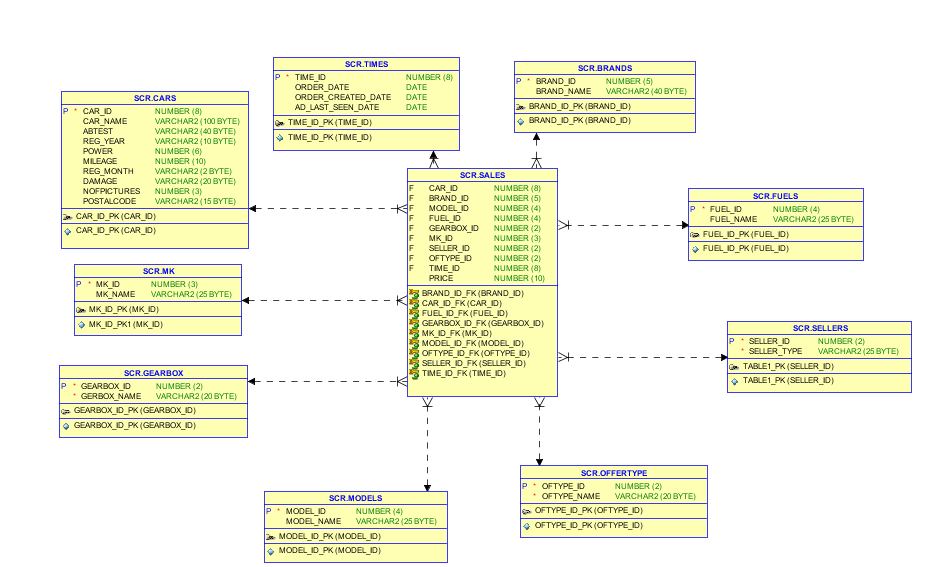 SCR.TIMES
P * TIME_ID NUMBER (8)
ORDER_DATE DATE
ORDER_CREATED_DATE DATE
AD_LAST_SEEN_DATE DATE
TIME_ID_PK (TIME_ID)
TIME_ID_PK (TIME_ID)
SCR.BRANDS
P * BRAND_ID NUMBER (5)
BRAND_NAME VARCHAR2 (40 BYTE)
BRAND_ID_PK (BRAND_ID)
BRAND_ID_PK (BRAND_ID)
SCR.CARS
P * CAR_ID NUMBER (8)
CAR_NAME VARCHAR2 (100 BYTE)
ABTEST VARCHAR2 (40 BYTE)
REG_YEAR VARCHAR2 (10 BYTE)
POWER NUMBER (6)
MILEAGE NUMBER (10)
REG_MONTH VARCHAR2 (2 BYTE)
DAMAGE VARCHAR2 (20 BYTE)
NOFPICTURES NUMBER (3)
POSTALCODE VARCHAR2 (15 BYTE)
CAR_ID_PK (CAR_ID)
CAR_ID_PK (CAR_ID)
SCR.SALES
F CAR_ID NUMBER (8)
F BRAND_ID NUMBER (5)
F MODEL_ID NUMBER (4)
F FUEL_ID NUMBER (4)
F GEARBOX_ID NUMBER (2)
F MK_ID NUMBER (3)
F SELLER_ID NUMBER (2)
F OFTYPE_ID NUMBER (2)
F TIME_ID NUMBER (8)
PRICE NUMBER (10)
BRAND_ID_FK (BRAND_ID)
CAR_ID_FK (CAR_ID)
FUEL_ID_FK (FUEL_ID)
GEARBOX_ID_FK (GEARBOX_ID)
MK_ID_FK (MK_ID)
MODEL_ID_FK (MODEL_ID)
OFTYPE_ID_FK (OFTYPE_ID)
SELLER_ID_FK (SELLER_ID)
TIME_ID_FK (TIME_ID)
SCR.FUELS
P * FUEL_ID NUMBER (4)
FUEL_NAME VARCHAR2 (25 BYTE)
FUEL_ID_PK (FUEL_ID)
FUEL_ID_PK (FUEL_ID)
SCR.MK
P * MK_ID NUMBER (3)
MK_NAME VARCHAR2 (25 BYTE)
MK_ID_PK (MK_ID)
MK_ID_PK1 (MK_ID)
SCR.SELLERS
P * SELLER_ID NUMBER (2)
* SELLER_TYPE VARCHAR2 (25 BYTE)
TABLE1_PK (SELLER_ID)
TABLE1_PK (SELLER_ID)
SCR.GEARBOX
P * GEARBOX_ID NUMBER (2)
* GERBOX_NAME VARCHAR2 (20 BYTE)
GEARBOX_ID_PK (GEARBOX_ID)
GEARBOX_ID_PK (GEARBOX_ID)
SCR.OFFERTYPE
P * OFTYPE_ID NUMBER (2)
* OFTYPE_NAME VARCHAR2 (20 BYTE)
OFTYPE_ID_PK (OFTYPE_ID)
OFTYPE_ID_PK (OFTYPE_ID)
SCR.MODELS
P * MODEL_ID NUMBER (4)
MODEL_NAME VARCHAR2 (25 BYTE)
MODEL_ID_PK (MODEL_ID)
MODEL_ID_PK (MODEL_ID)